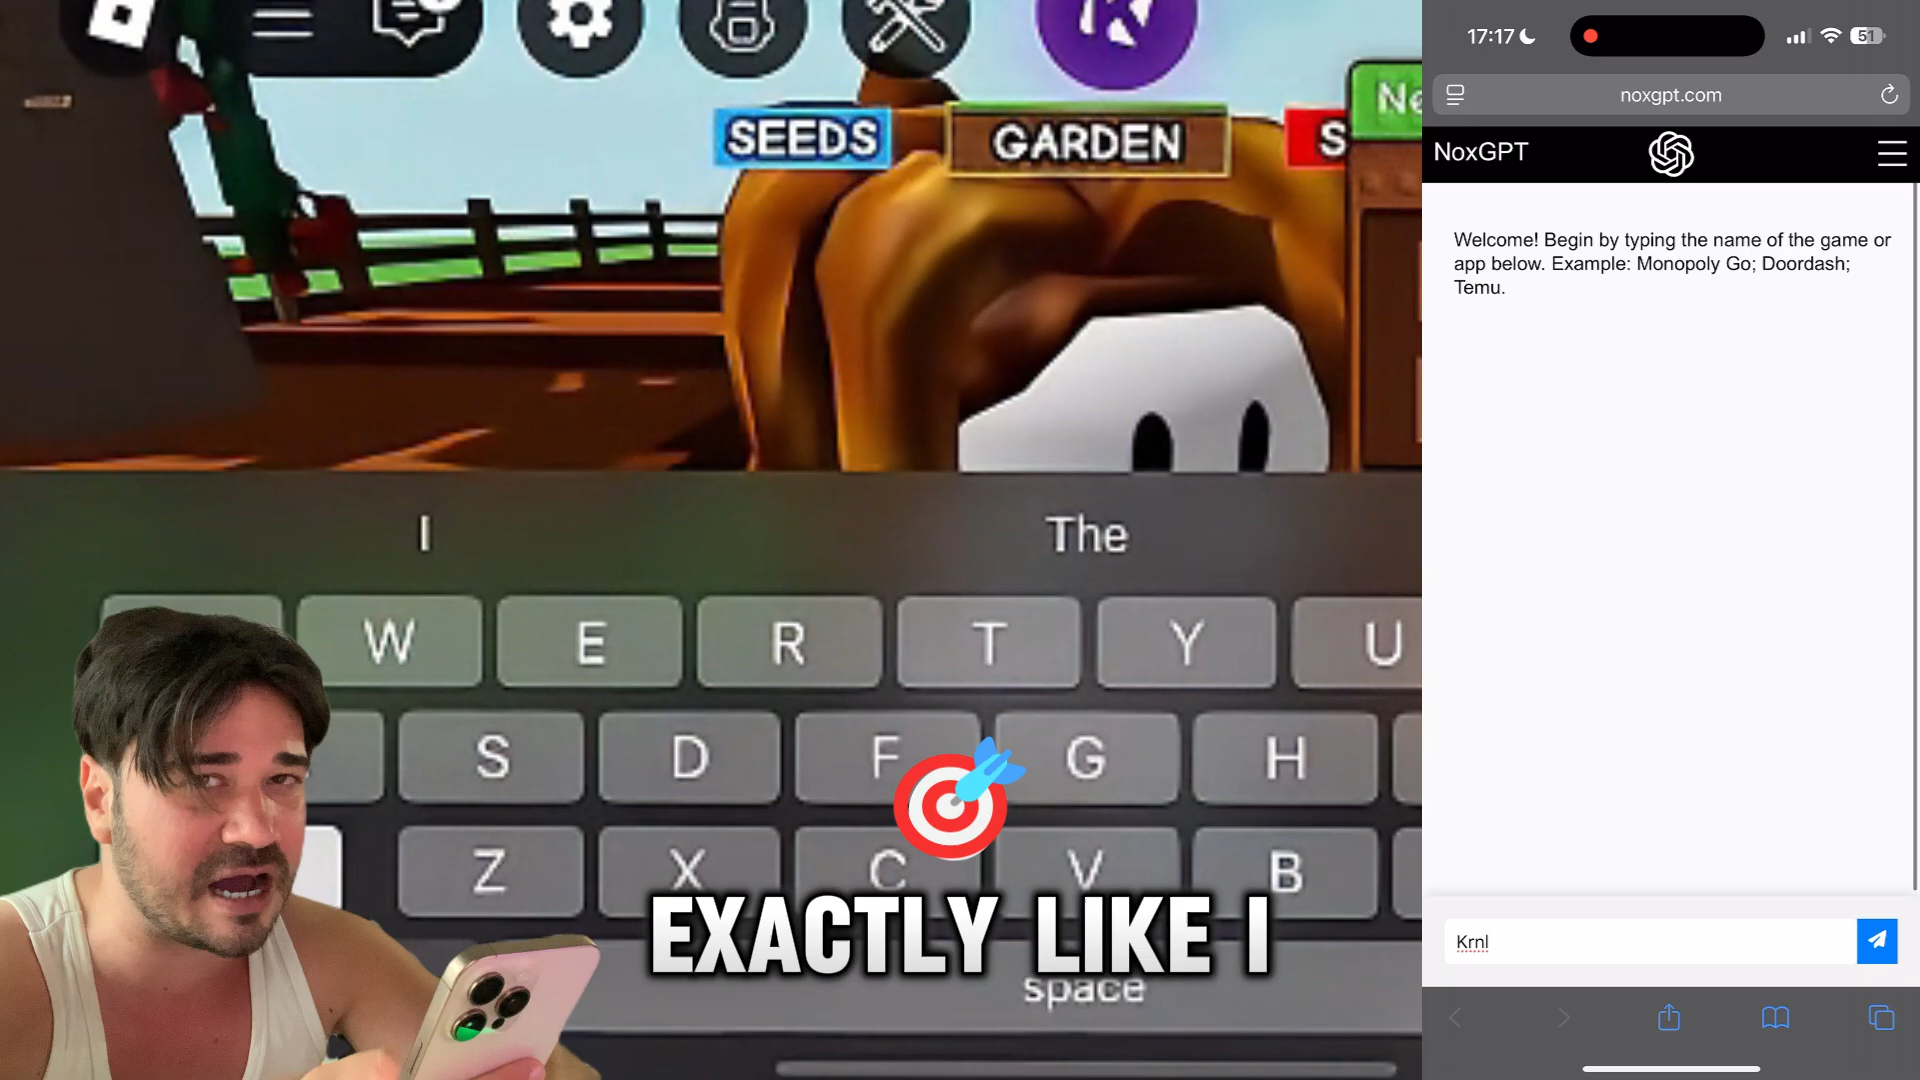 SEEDS
GARDEN
I
The
W E R T Y U
S D F G H
Z X C V B
space
EXACTLY LIKE I
17:17
51
noxgpt.com
NoxGPT
Welcome! Begin by typing the name of the game or
app below. Example: Monopoly Go; Doordash;
Temu.
Krnl